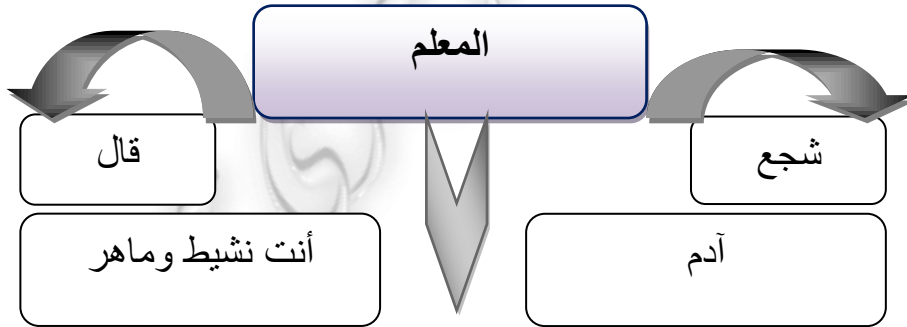 المعلم
شجع
قال
آدم
أنت نشيط وماهر